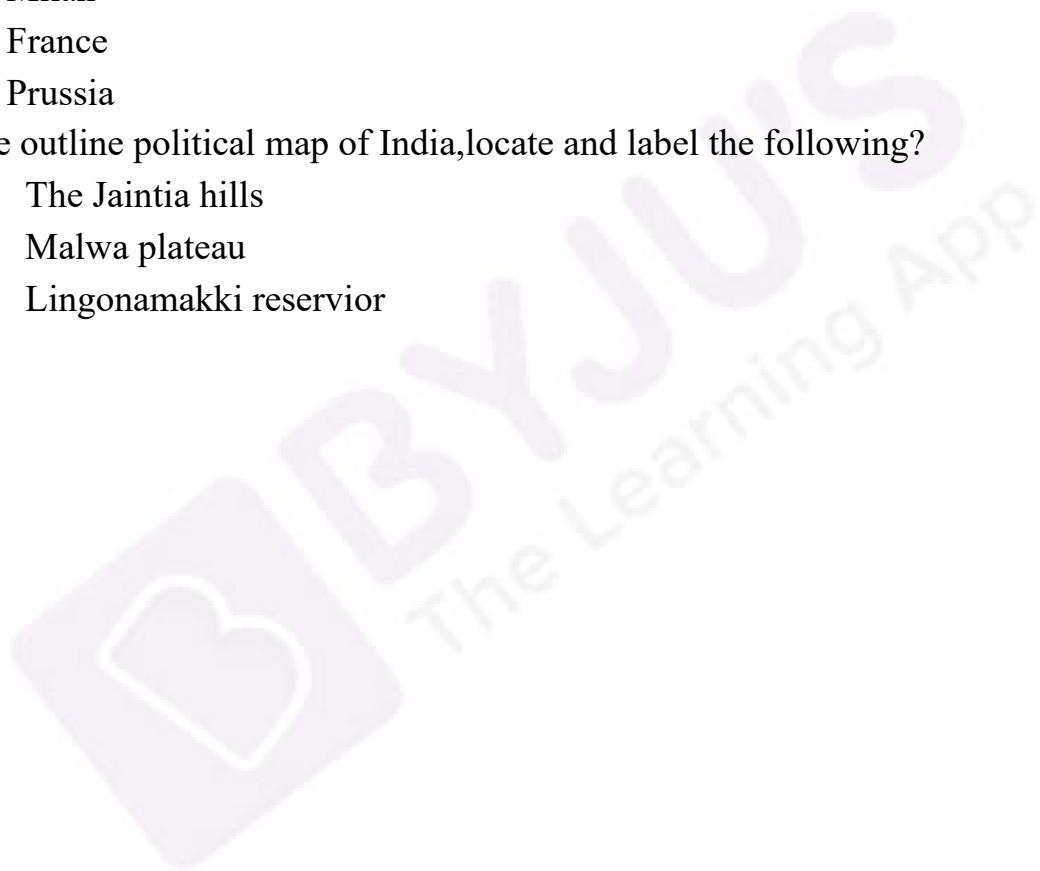 France
Prussia
e outline political map of India,locate and label the following?
The Jaintia hills
Malwa plateau
Lingonamakki reservior
BYJU'S
The Learning App